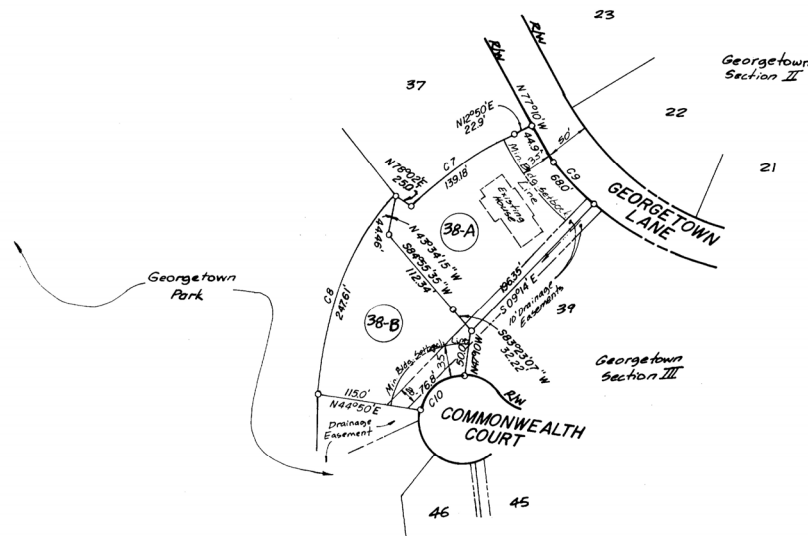 23
R/W
R/W
Georgetown
Section II
37
N77°10'W
N12°50'E
22.9'
22
50'
44.9'
21
N78°02'E
25.0'
C7
139.18'
Min. Bldg. Setback
Line
35'
68.0'
C9
GEORGETOWN
LANE
Existing
House
38-A
44.46'
N43°34'15"W
S84°55'35"W
112.34'
Georgetown
Park
C8
247.61'
196.35'
S09°14'E
10' Drainage
Easements
39
38-B
S83°23'07"W
32.22'
Min. Bldg. Setback Line
50.03'
35'
76.8'
Georgetown
Section III
115.0'
N44°50'E
C10
R/W
COMMONWEALTH
COURT
Drainage
Easement
46
45